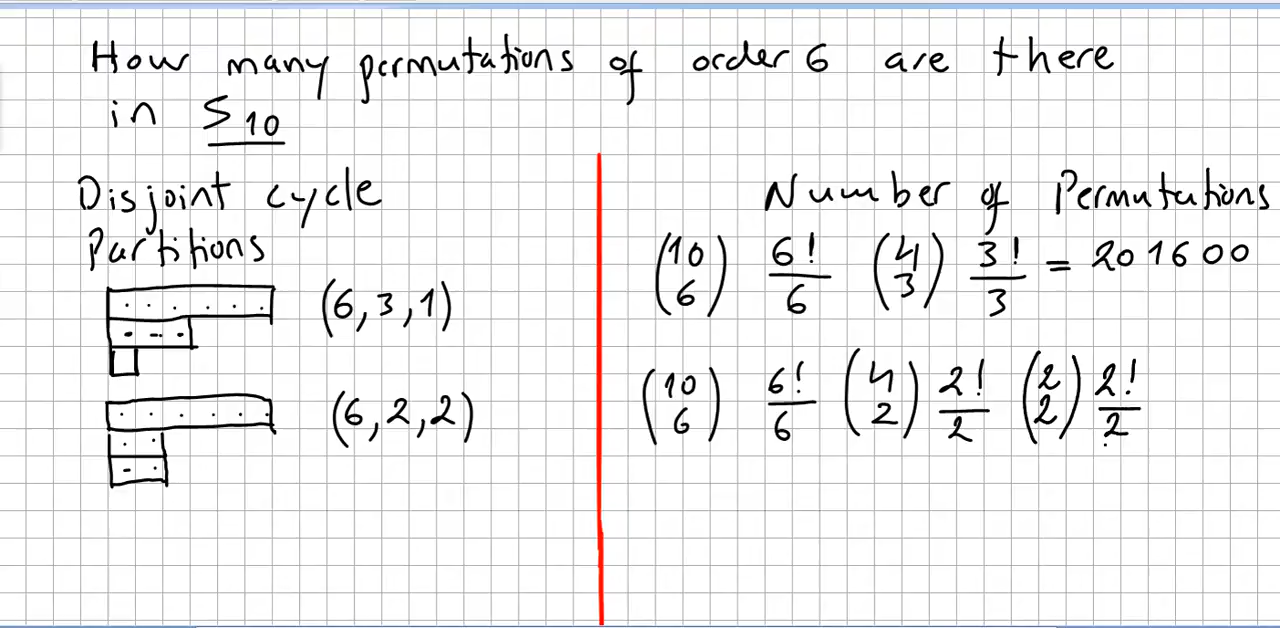 How many permutations of order 6 are there
in S_10
Disjoint cycle
Partitions
(6,3,1)
(6,2,2)
Number of Permutations
(10 6) 6!/6 (4 3) 3!/3 = 201600
(10 6) 6!/6 (4 2) 2!/2 (2 2) 2!/2